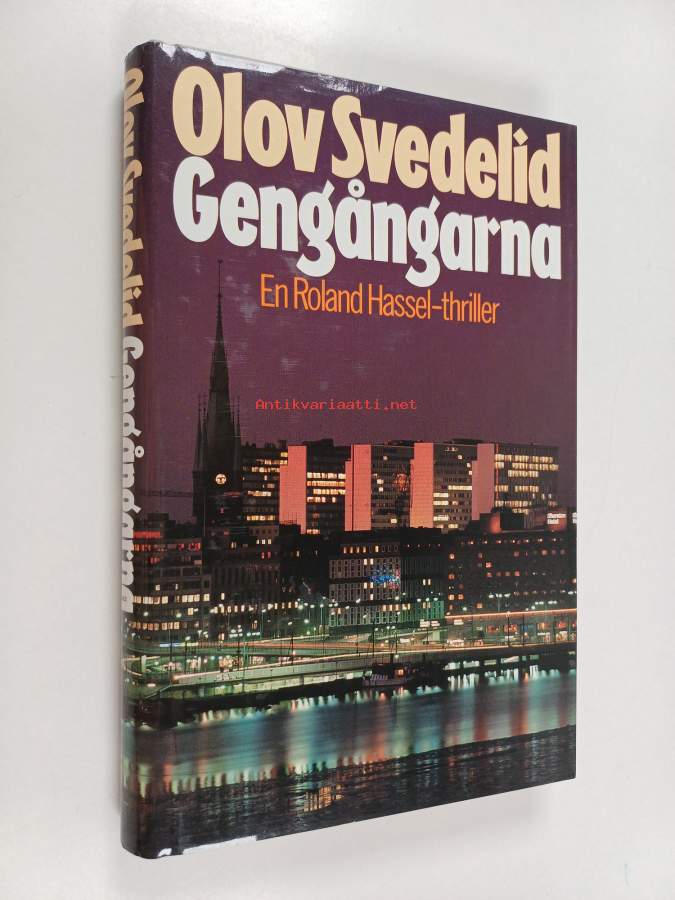 Olov Svedelid
Gengångarna
En Roland Hassel-thriller
Antikvariaatti.net
Olov Svedelid Gengångarna